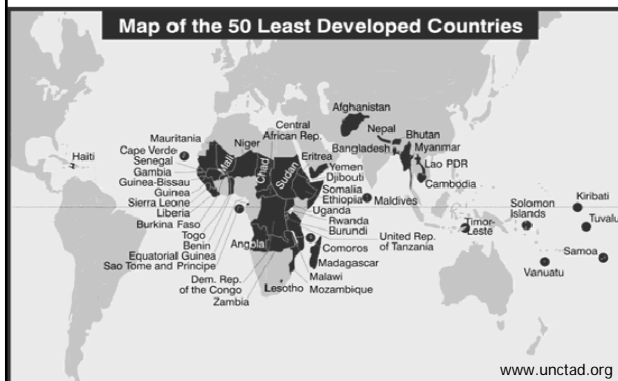 Map of the 50 Least Developed Countries
Afghanistan
Nepal
Bhutan
Bangladesh
Myanmar
Lao PDR
Cambodia
Haiti
Mauritania
Cape Verde
Senegal
Gambia
Guinea-Bissau
Guinea
Sierra Leone
Liberia
Burkina Faso
Togo
Benin
Equatorial Guinea
Sao Tome and Principe
Niger
Central
African Rep.
Mali
Chad
Sudan
Eritrea
Yemen
Djibouti
Somalia
Ethiopia
Maldives
Uganda
Rwanda
Burundi
United Rep.
of Tanzania
Comoros
Madagascar
Malawi
Mozambique
Angola
Dem. Rep.
of the Congo
Zambia
Lesotho
Timor-
Leste
Solomon
Islands
Kiribati
Tuvalu
Samoa
Vanuatu
www.unctad.org